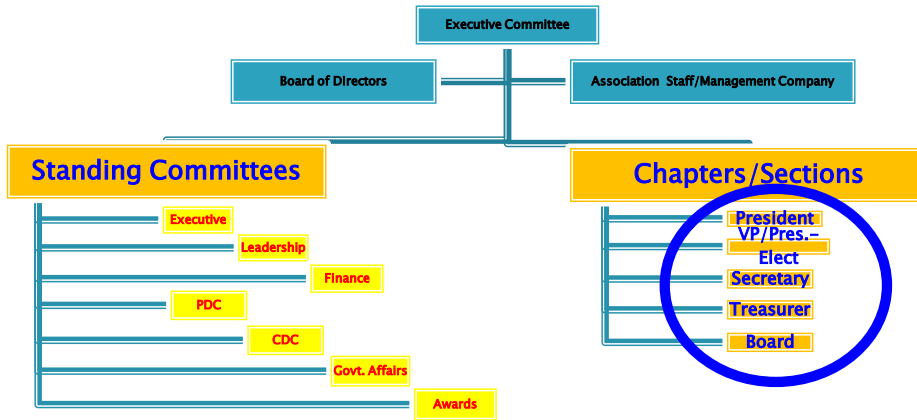 Executive Committee
Board of Directors
Association Staff/Management Company
Standing Committees
Chapters/Sections
Executive
Leadership
Finance
PDC
CDC
Govt. Affairs
Awards
President
VP/Pres.-
Elect
Secretary
Treasurer
Board